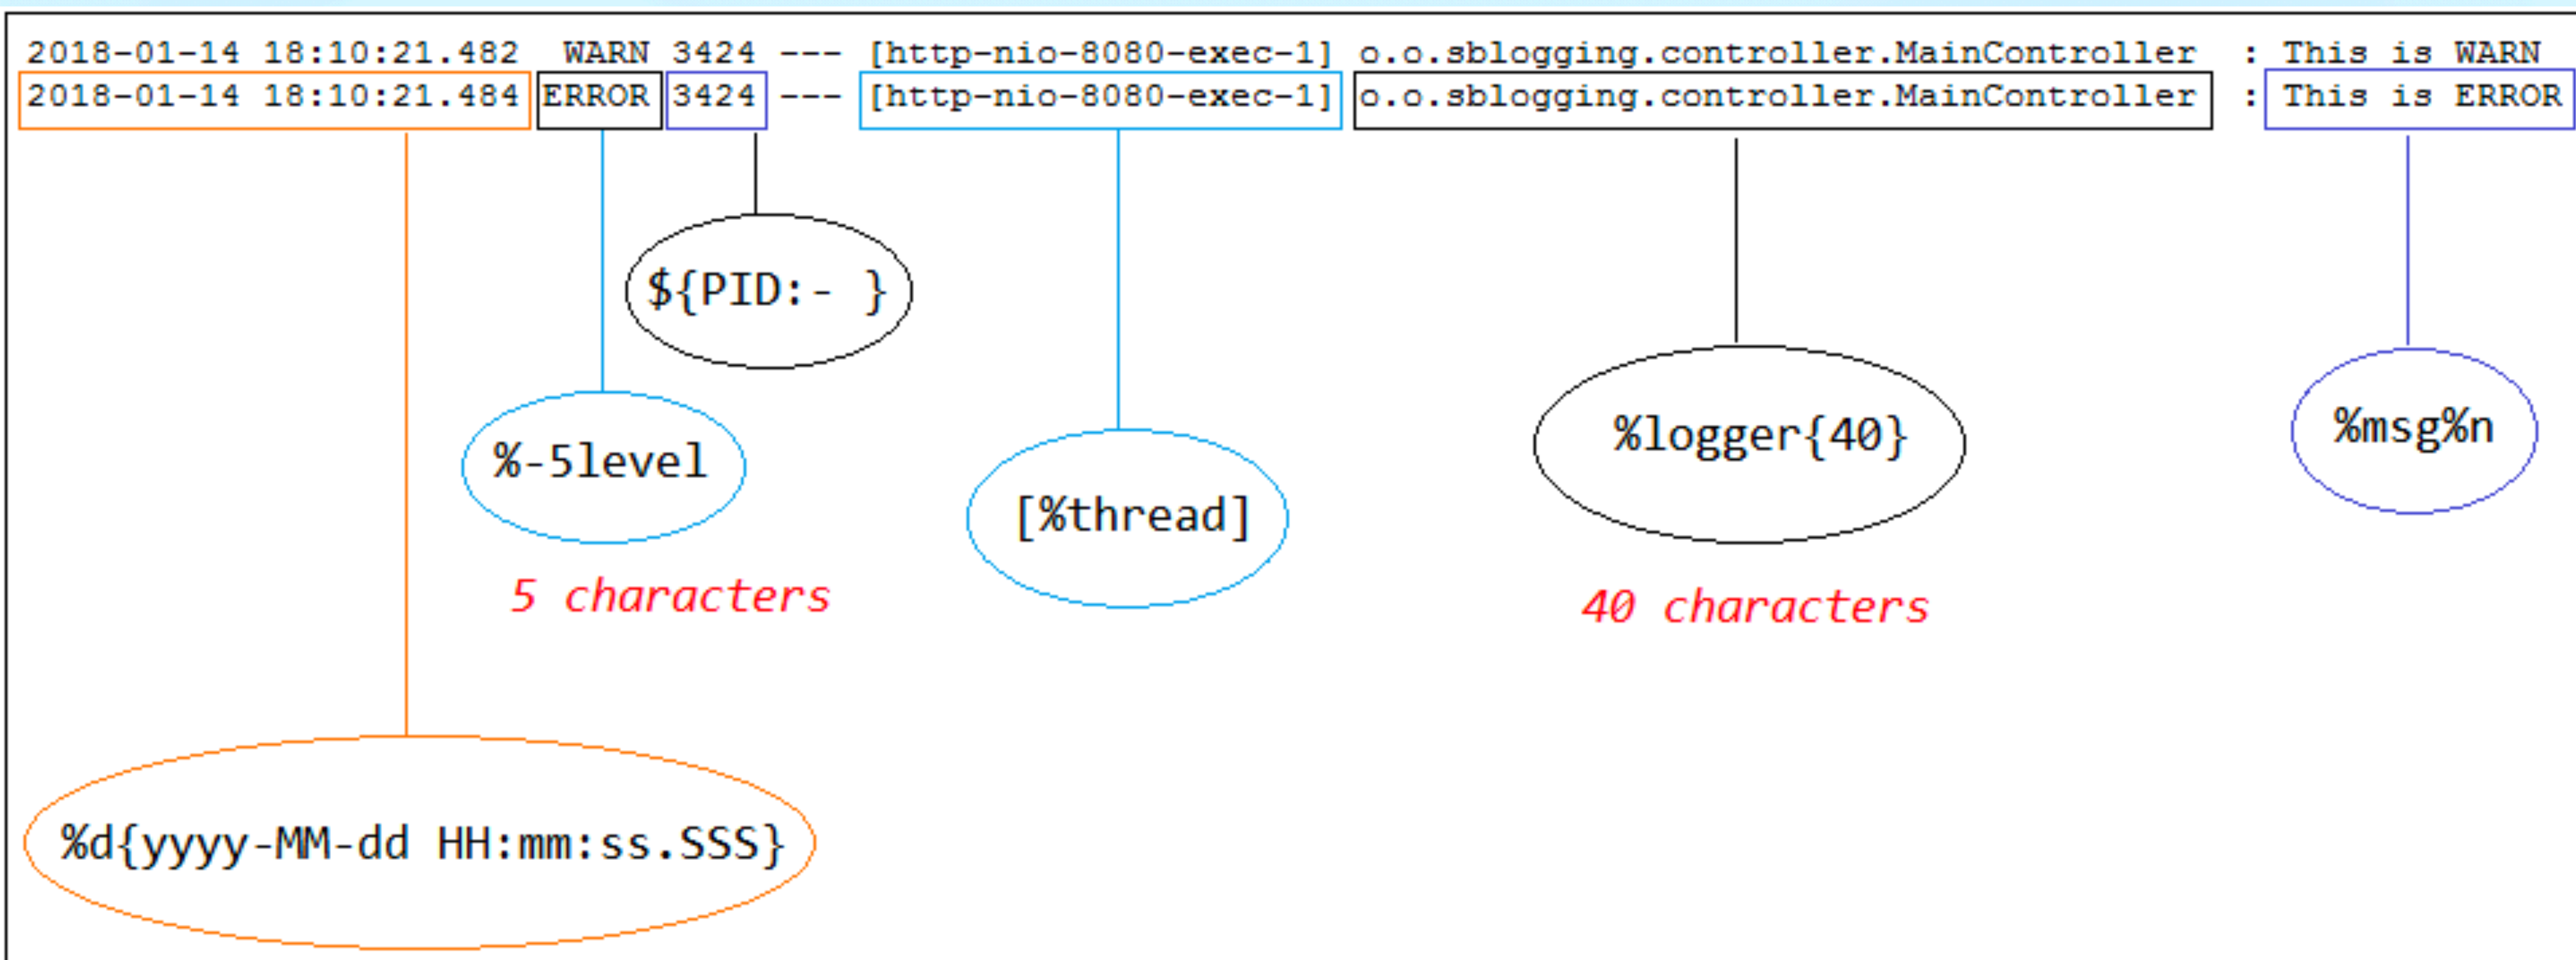 2018-01-14 18:10:21.482  WARN 3424 --- [http-nio-8080-exec-1] o.o.sblogging.controller.MainController  : This is WARN
2018-01-14 18:10:21.484 ERROR 3424 --- [http-nio-8080-exec-1] o.o.sblogging.controller.MainController  : This is ERROR
${PID:- }
%-5level
[%thread]
%logger{40}
%msg%n
5 characters
40 characters
%d{yyyy-MM-dd HH:mm:ss.SSS}